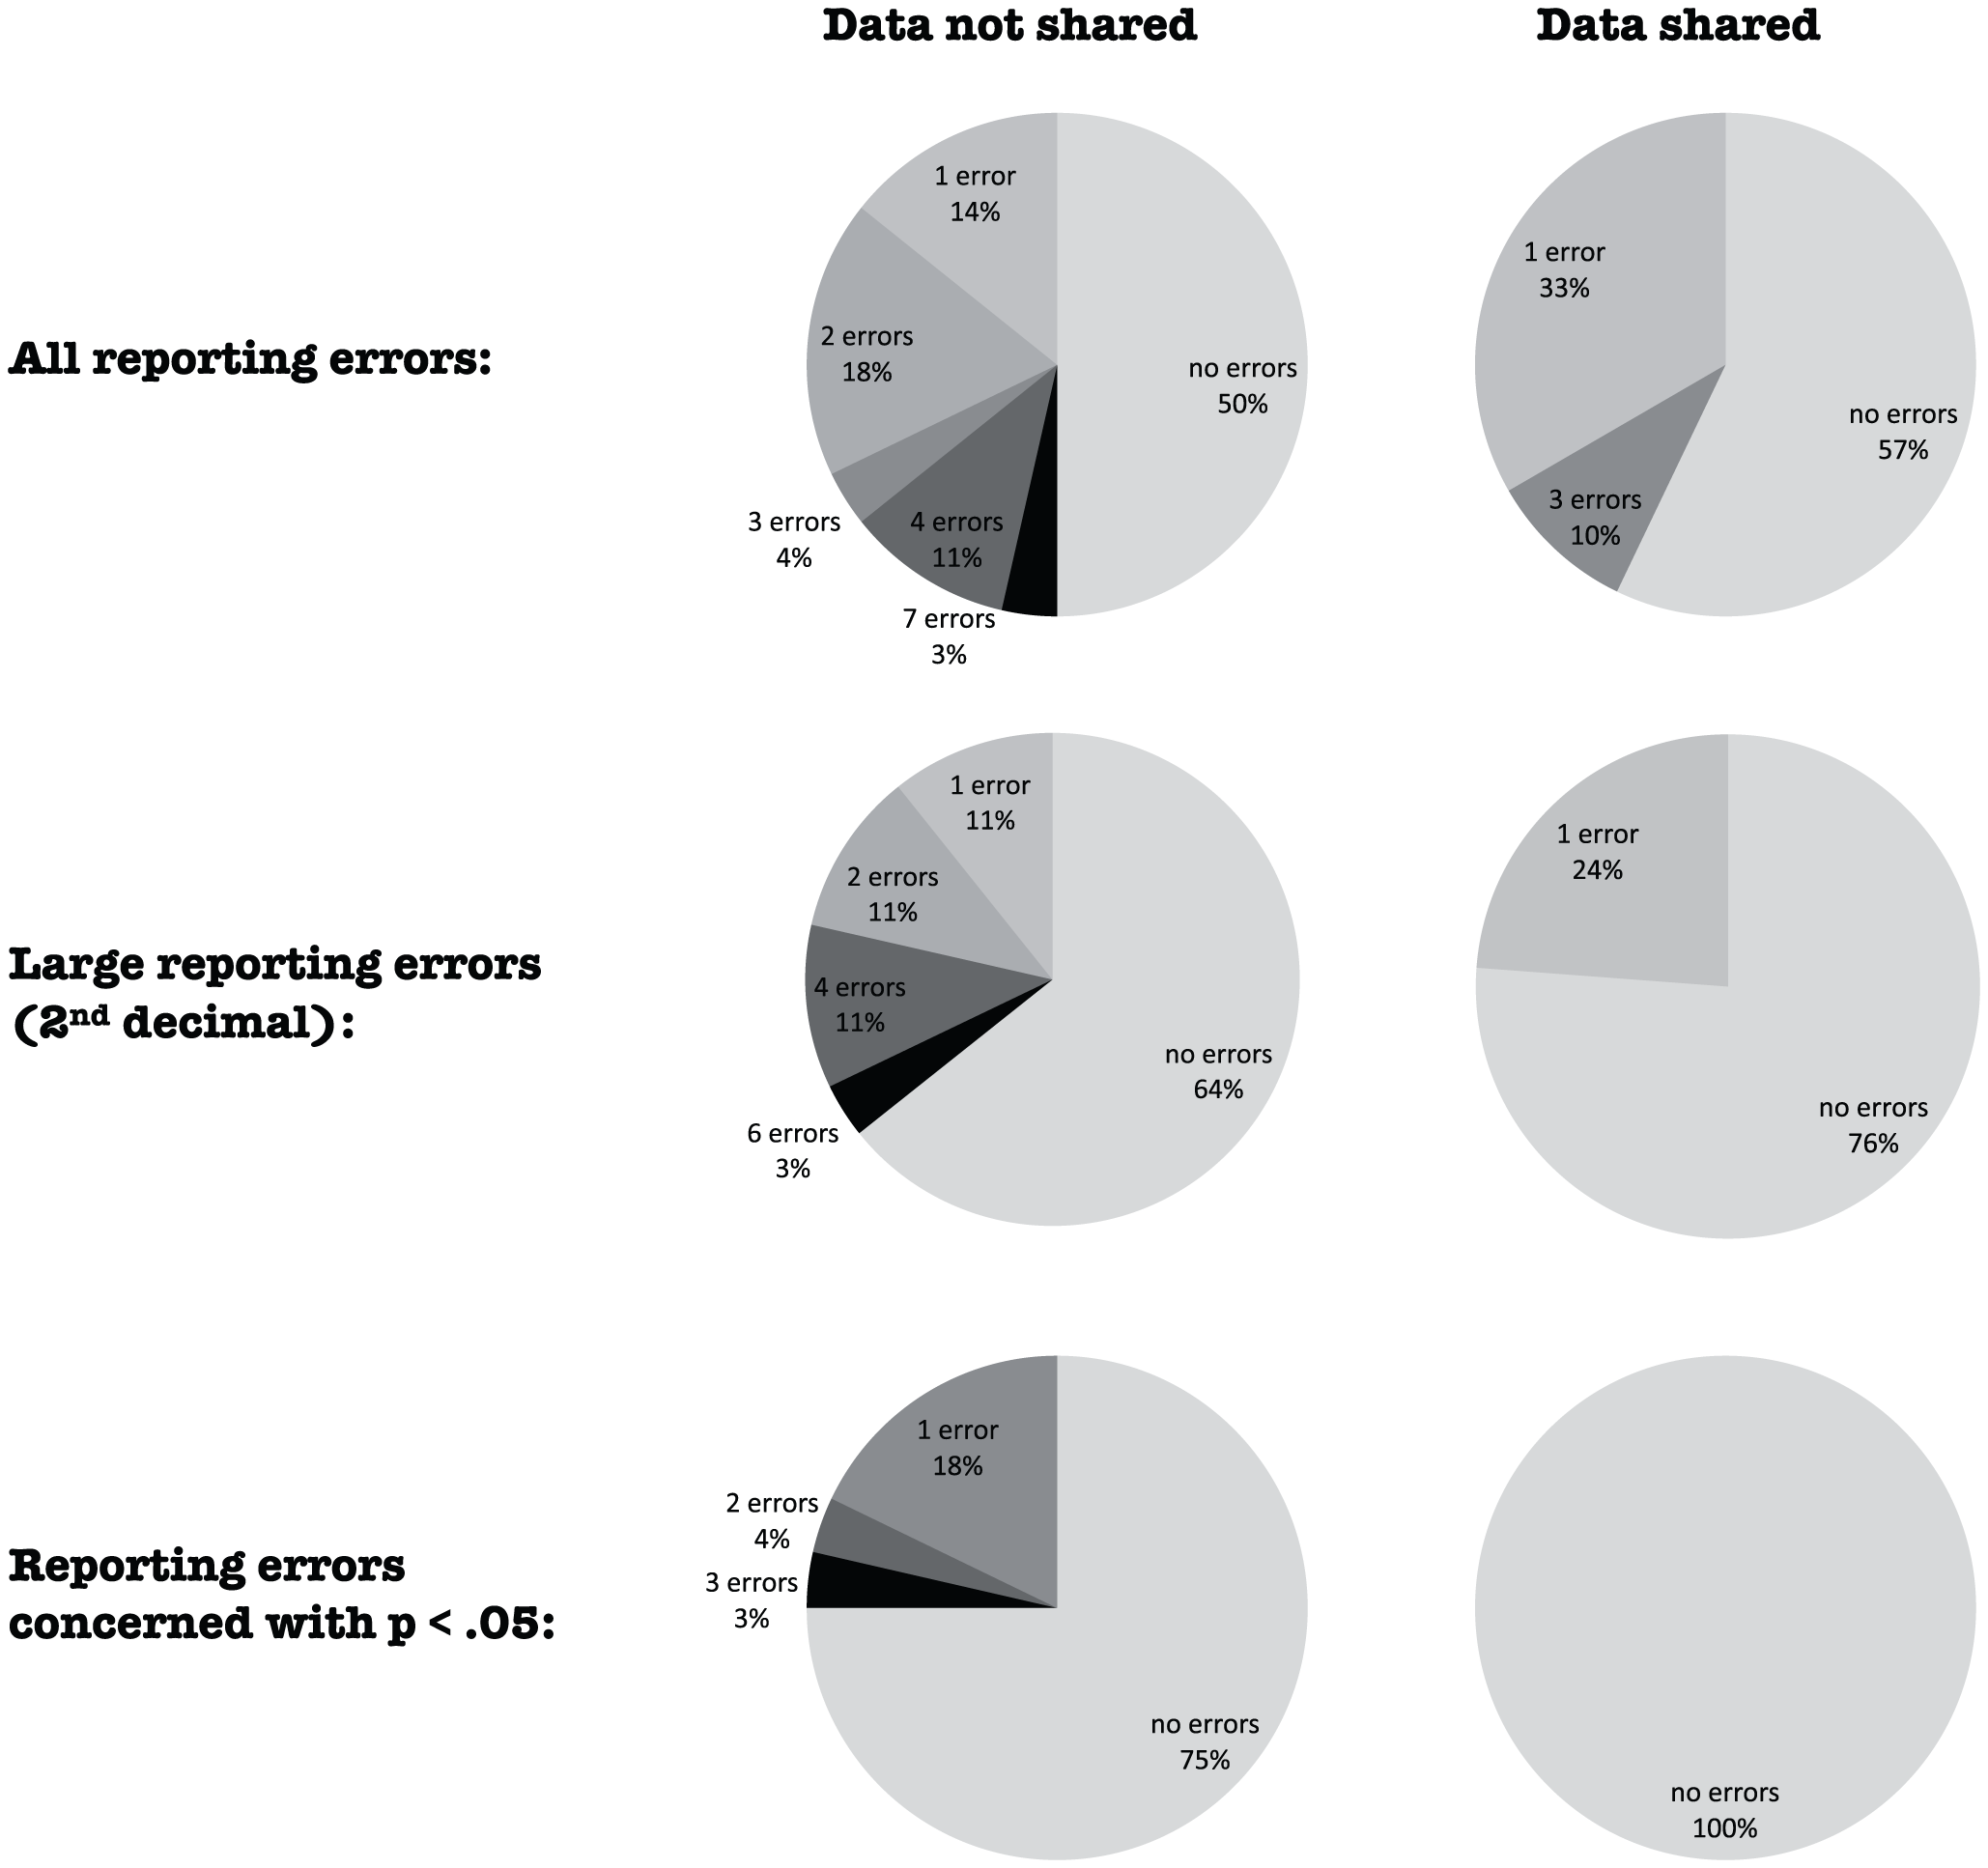 Data not shared
Data shared
All reporting errors:
1 error
14%
2 errors
18%
3 errors
4%
4 errors
11%
7 errors
3%
no errors
50%
1 error
33%
3 errors
10%
no errors
57%
Large reporting errors
(2nd decimal):
1 error
11%
2 errors
11%
4 errors
11%
6 errors
3%
no errors
64%
1 error
24%
no errors
76%
Reporting errors
concerned with p < .05:
1 error
18%
2 errors
4%
3 errors
3%
no errors
75%
no errors
100%